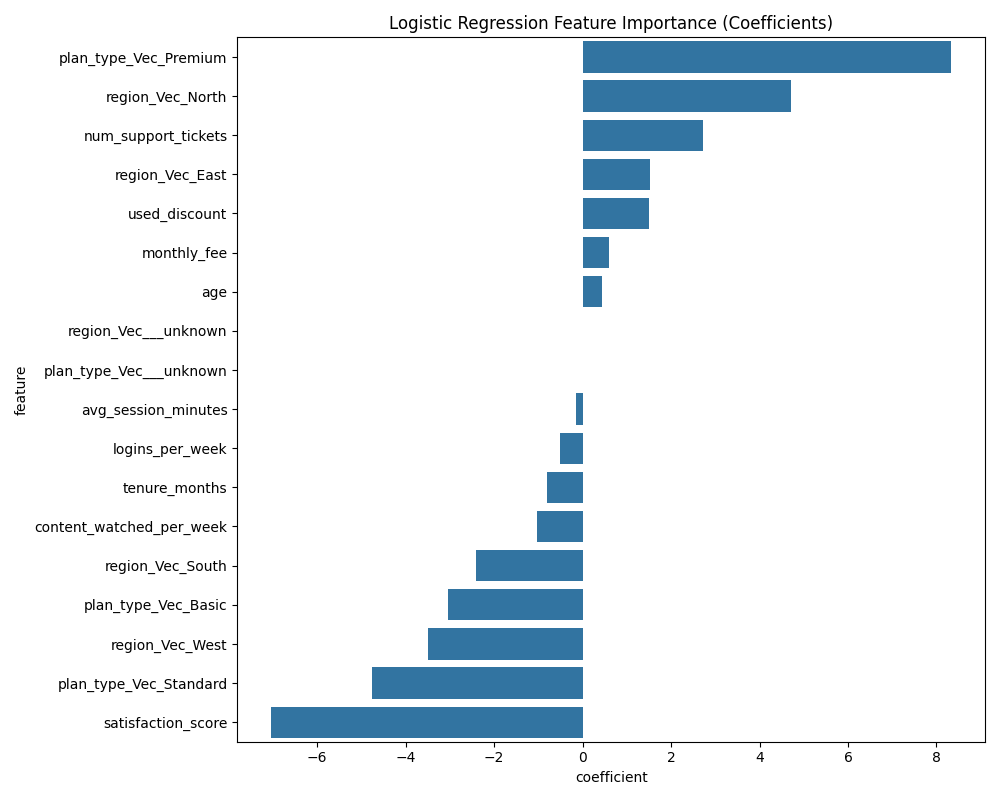 Logistic Regression Feature Importance (Coefficients)
plan_type_Vec_Premium
region_Vec_North
num_support_tickets
region_Vec_East
used_discount
monthly_fee
age
region_Vec___unknown
plan_type_Vec___unknown
avg_session_minutes
logins_per_week
tenure_months
content_watched_per_week
region_Vec_South
plan_type_Vec_Basic
region_Vec_West
plan_type_Vec_Standard
satisfaction_score
feature
−6 −4 −2 0 2 4 6 8
coefficient